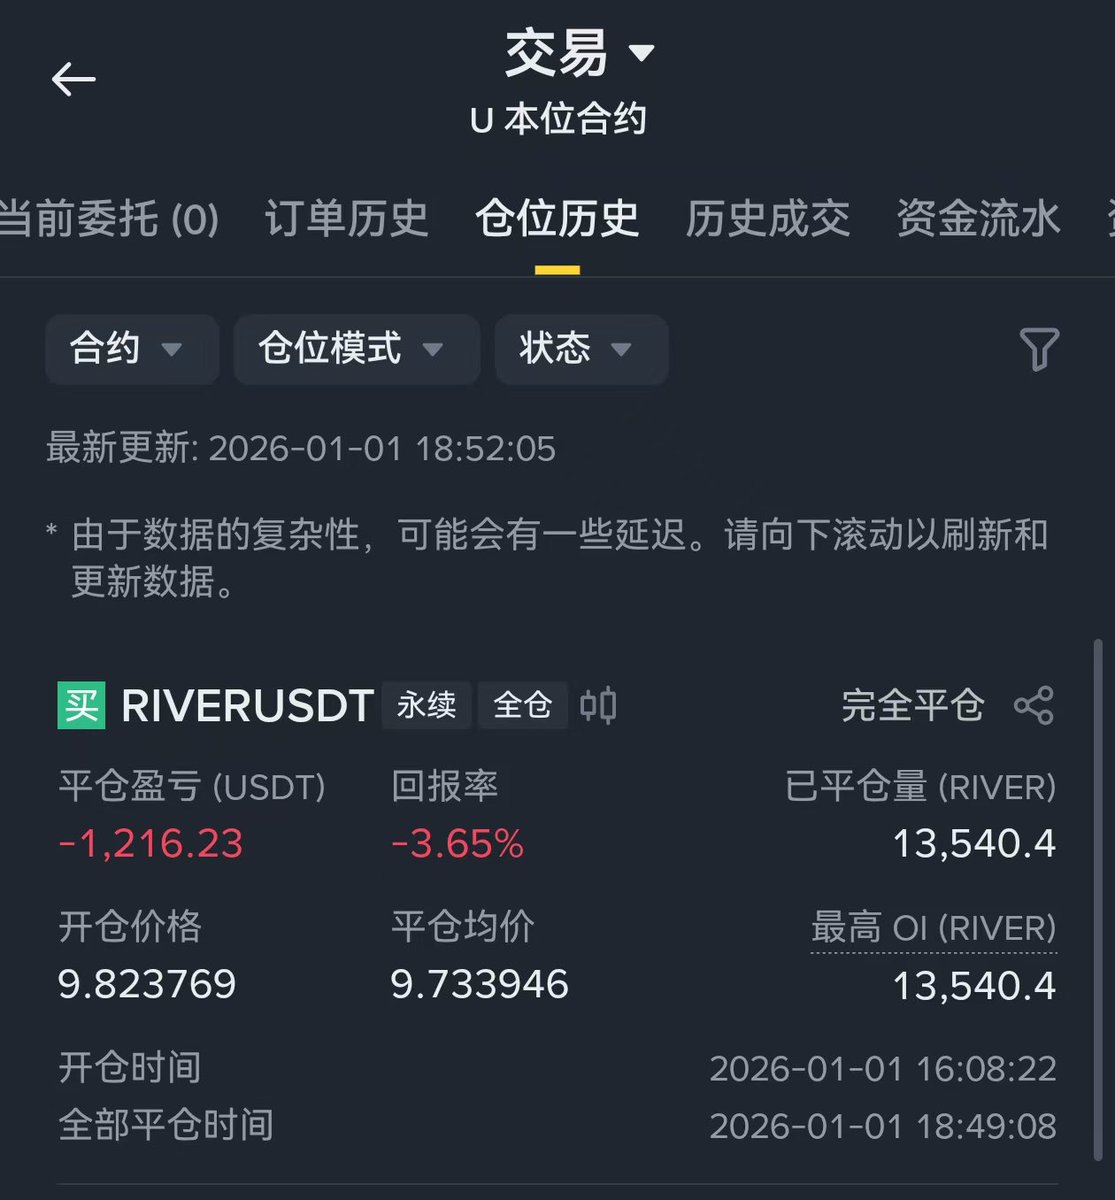 交易
U 本位合约
当前委托 (0) 订单历史 仓位历史 历史成交 资金流水
合约 仓位模式 状态
最新更新: 2026-01-01 18:52:05
* 由于数据的复杂性，可能会有一些延迟。请向下滚动以刷新和
更新数据。
买 RIVERUSDT 永续 全仓 完全平仓
平仓盈亏 (USDT) 回报率 已平仓量 (RIVER)
-1,216.23 -3.65% 13,540.4
开仓价格 平仓均价 最高 OI (RIVER)
9.823769 9.733946 13,540.4
开仓时间 2026-01-01 16:08:22
全部平仓时间 2026-01-01 18:49:08